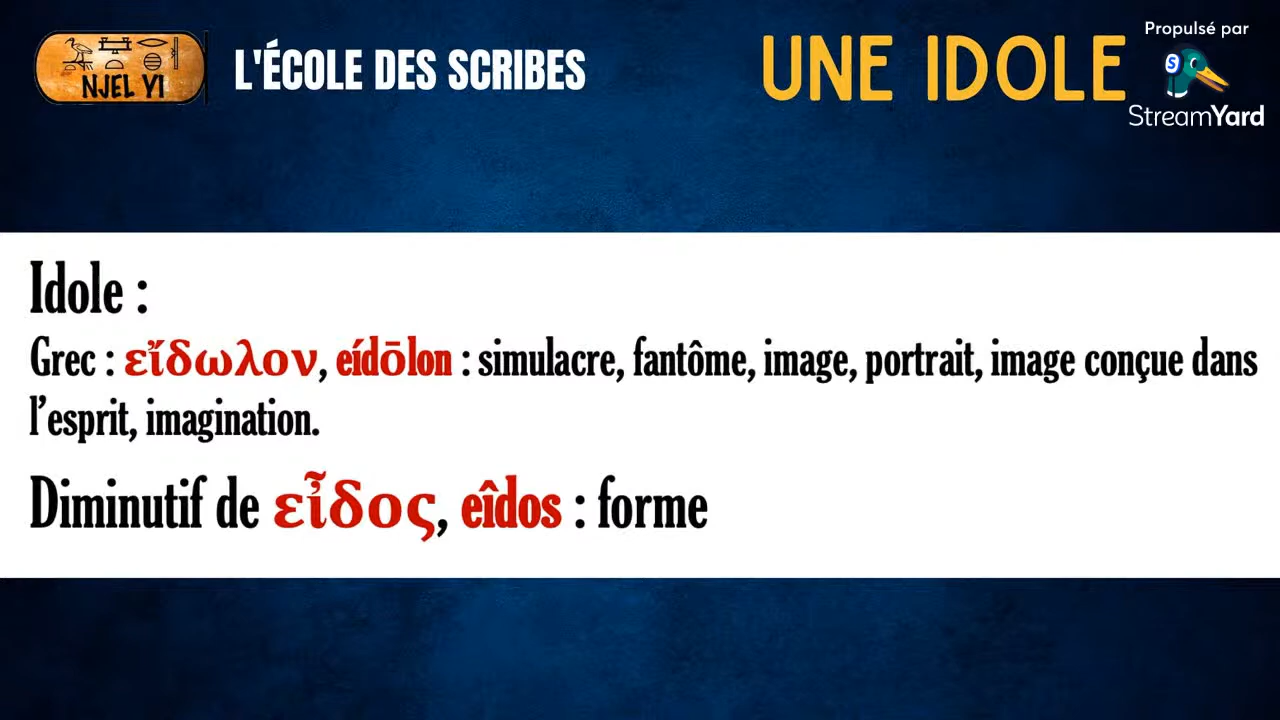 NJEL YI
L'ÉCOLE DES SCRIBES
UNE IDOLE
Propulsé par
S
StreamYard
Idole :
Grec : εἴδωλον, eídōlon : simulacre, fantôme, image, portrait, image conçue dans
l’esprit, imagination.
Diminutif de εἶδος, eîdos : forme